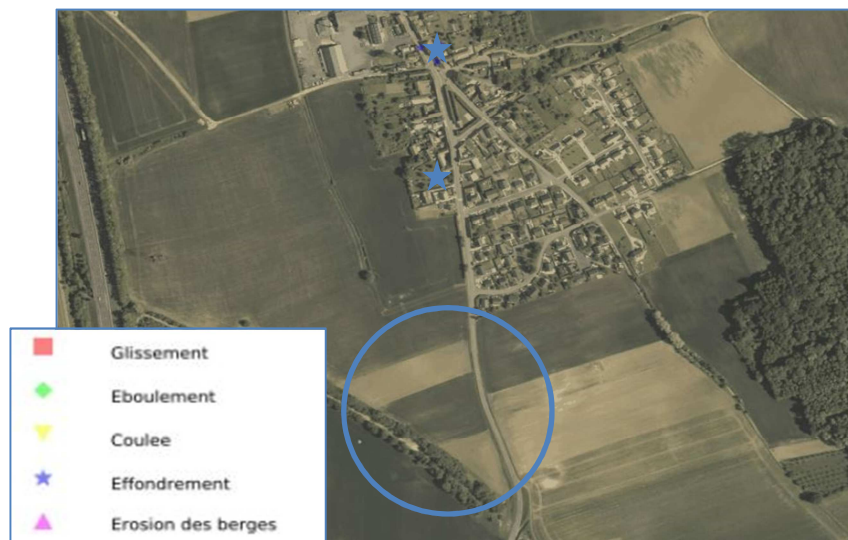 Glissement
Eboulement
Coulee
Effondrement
Erosion des berges